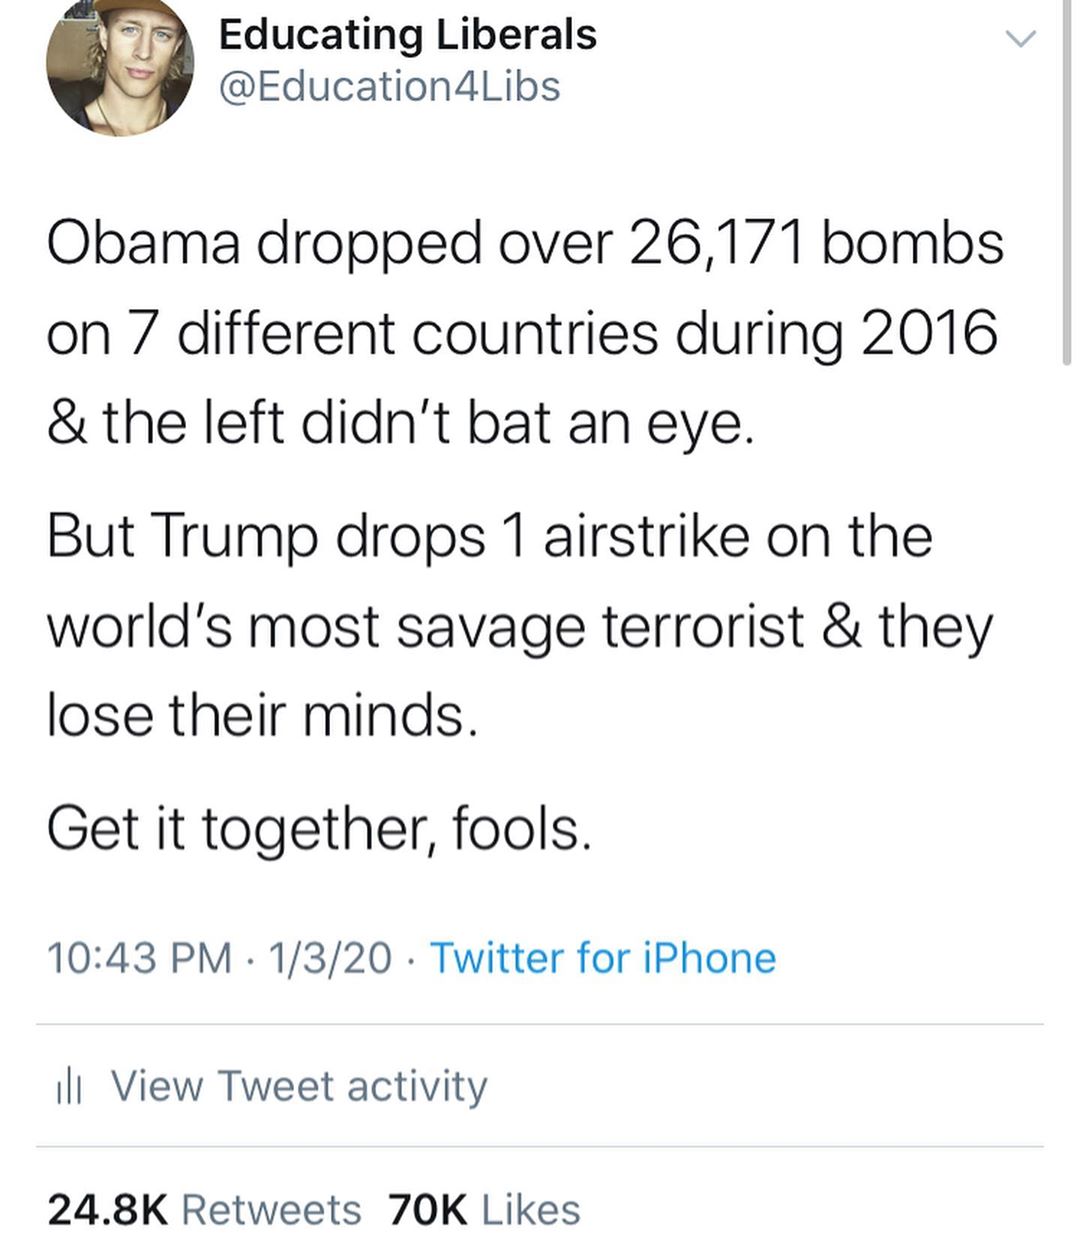 Educating Liberals
@Education4Libs
Obama dropped over 26,171 bombs
on 7 different countries during 2016
& the left didn't bat an eye.
But Trump drops 1 airstrike on the
world's most savage terrorist & they
lose their minds.
Get it together, fools.
10:43 PM · 1/3/20 · Twitter for iPhone
View Tweet activity
24.8K Retweets 70K Likes